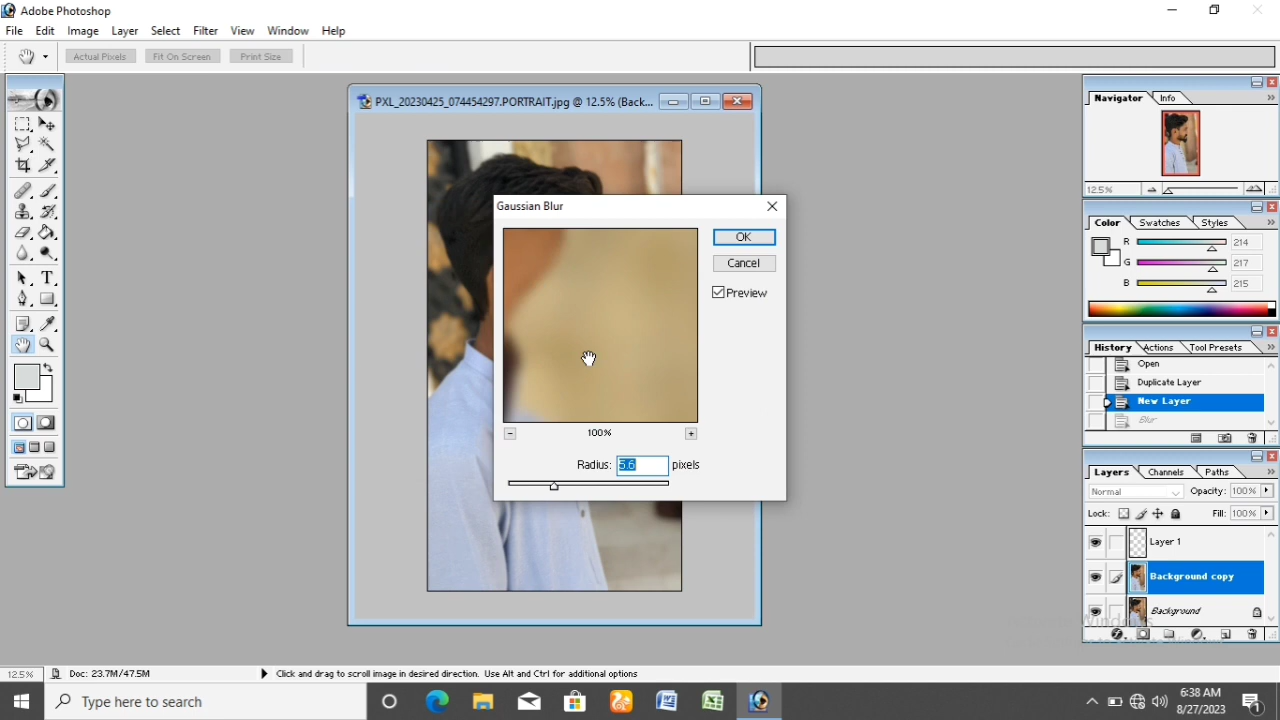 Adobe Photoshop
File Edit Image Layer Select Filter View Window Help
Actual Pixels Fit On Screen Print Size
PXL_20230425_074454297.PORTRAIT.jpg @ 12.5% (Back...
Navigator Info
12.5%
Gaussian Blur
OK
Cancel
Preview
100%
Radius: 5.6 pixels
Color Swatches Styles
R 214
G 217
B 215
History Actions Tool Presets
Open
Duplicate Layer
New Layer
Blur
Layers Channels Paths
Normal Opacity: 100%
Lock: Fill: 100%
Layer 1
Background copy
Background
12.5% Doc: 23.7M/47.5M Click and drag to scroll image in desired direction. Use Alt and Ctrl for additional options
Type here to search
6:38 AM
8/27/2023
1